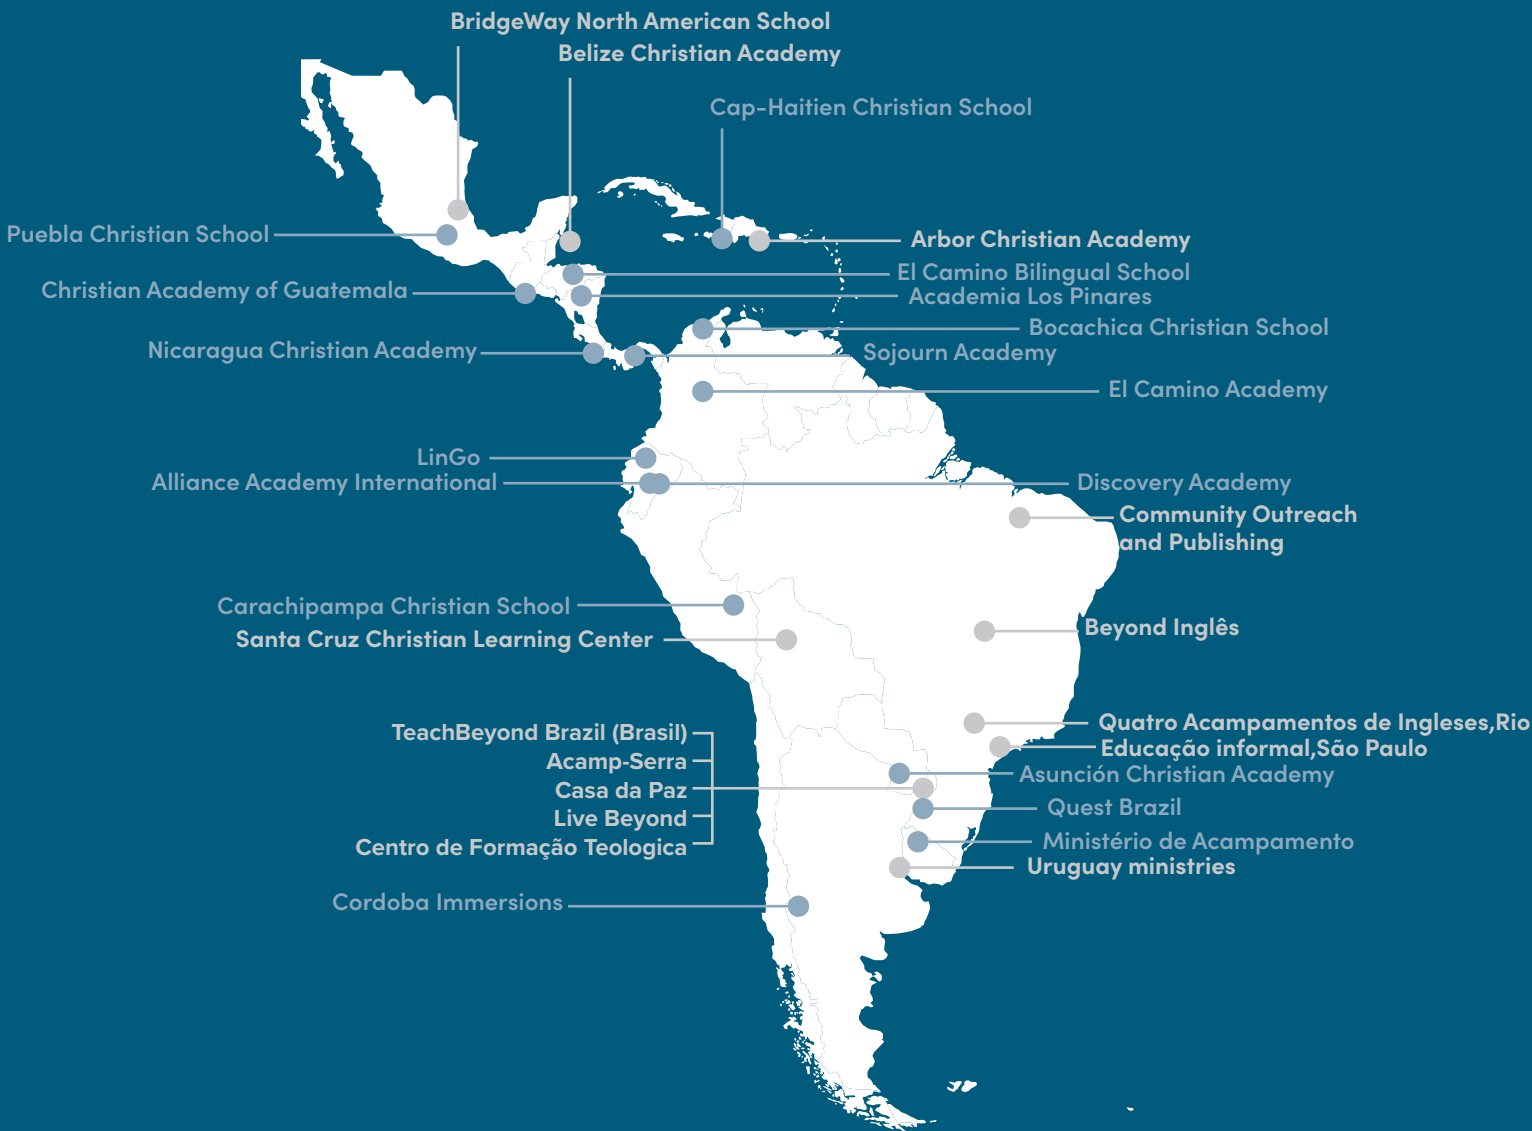 BridgeWay North American School
Belize Christian Academy
Cap-Haitien Christian School
Puebla Christian School
Arbor Christian Academy
El Camino Bilingual School
Christian Academy of Guatemala
Academia Los Pinares
Bocachica Christian School
Nicaragua Christian Academy
Sojourn Academy
El Camino Academy
LinGo
Alliance Academy International
Discovery Academy
Community Outreach
and Publishing
Carachipampa Christian School
Beyond Inglês
Santa Cruz Christian Learning Center
Quatro Acampamentos de Ingleses,Rio
TeachBeyond Brazil (Brasil)
Educação informal,São Paulo
Acamp-Serra
Asunción Christian Academy
Casa da Paz
Quest Brazil
Live Beyond
Ministério de Acampamento
Centro de Formação Teologica
Uruguay ministries
Cordoba Immersions